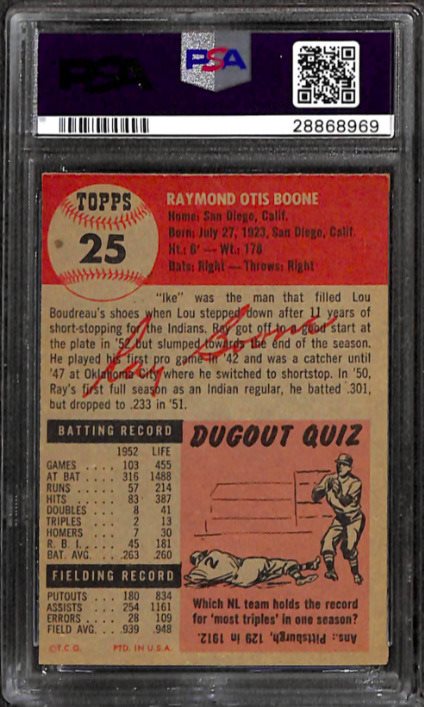 PSA
PSA
28868969
TOPPS
25
RAYMOND OTIS BOONE
Home: San Diego, Calif.
Born: July 27, 1923, San Diego, Calif.
Ht.: 6' — Wt.: 178
Bats: Right — Throws: Right
"Ike" was the man that filled Lou
Boudreau's shoes when Lou stepped down after 11 years of
short-stopping for the Indians. Ray got off to a good start
at the plate in '52 but slumped towards the end of the season.
He played his first pro game in '42 and was a catcher until
'47 at Oklahoma City where he switched to shortstop. In '50,
Ray's first full season as an Indian regular, he batted .301,
but dropped to .233 in '51.
Ray Boone
BATTING RECORD
1952 LIFE
GAMES . . . 103 455
AT BAT . . . 316 1488
RUNS . . . . 57 214
HITS . . . . 83 387
DOUBLES . . 8 41
TRIPLES . . . 2 13
HOMERS . . 7 30
R. B. I. . . . 45 181
BAT. AVG. . .263 .260
FIELDING RECORD
PUTOUTS . . 180 834
ASSISTS . . . 254 1161
ERRORS . . . 28 109
FIELD AVG. . .939 .948
©T.C.G. PTD. IN U.S.A.
DUGOUT QUIZ
2
Which NL team holds the record
for 'most triples' in one season?
Ans.: Pittsburgh, 129 in 1912.